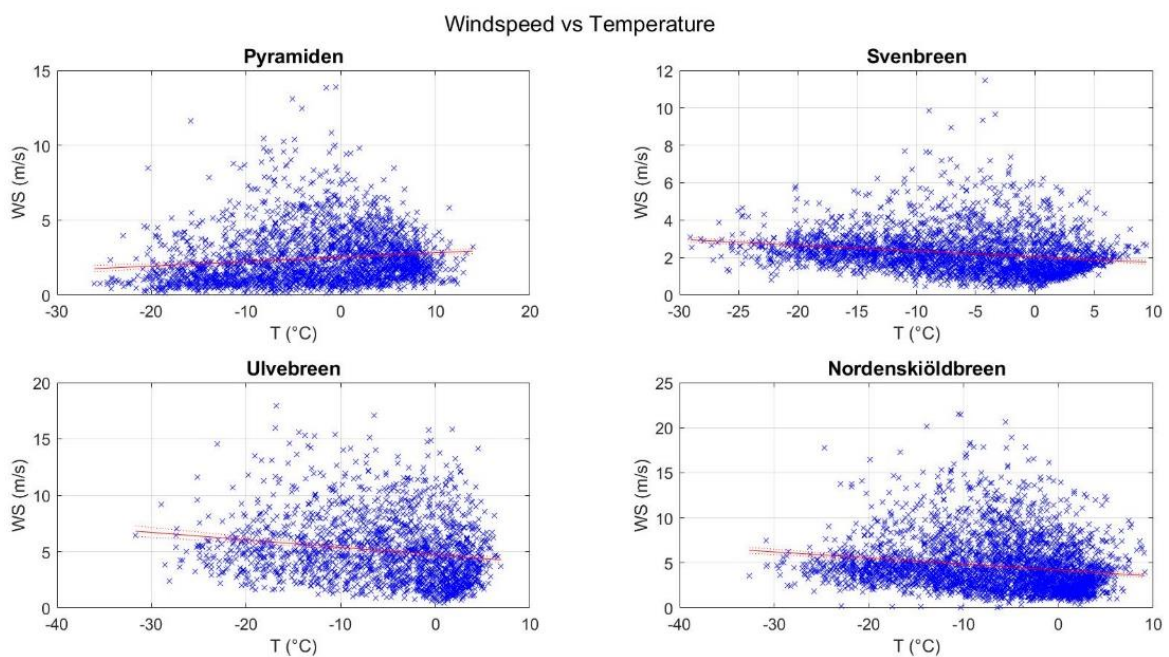 Windspeed vs Temperature
Pyramiden
15
10
5
0
WS (m/s)
-30 -20 -10 0 10 20
T (°C)
Svenbreen
12
10
8
6
4
2
0
WS (m/s)
-30 -25 -20 -15 -10 -5 0 5 10
T (°C)
Ulvebreen
20
15
10
5
0
WS (m/s)
-40 -30 -20 -10 0 10
T (°C)
Nordenskiöldbreen
25
20
15
10
5
0
WS (m/s)
-40 -30 -20 -10 0 10
T (°C)